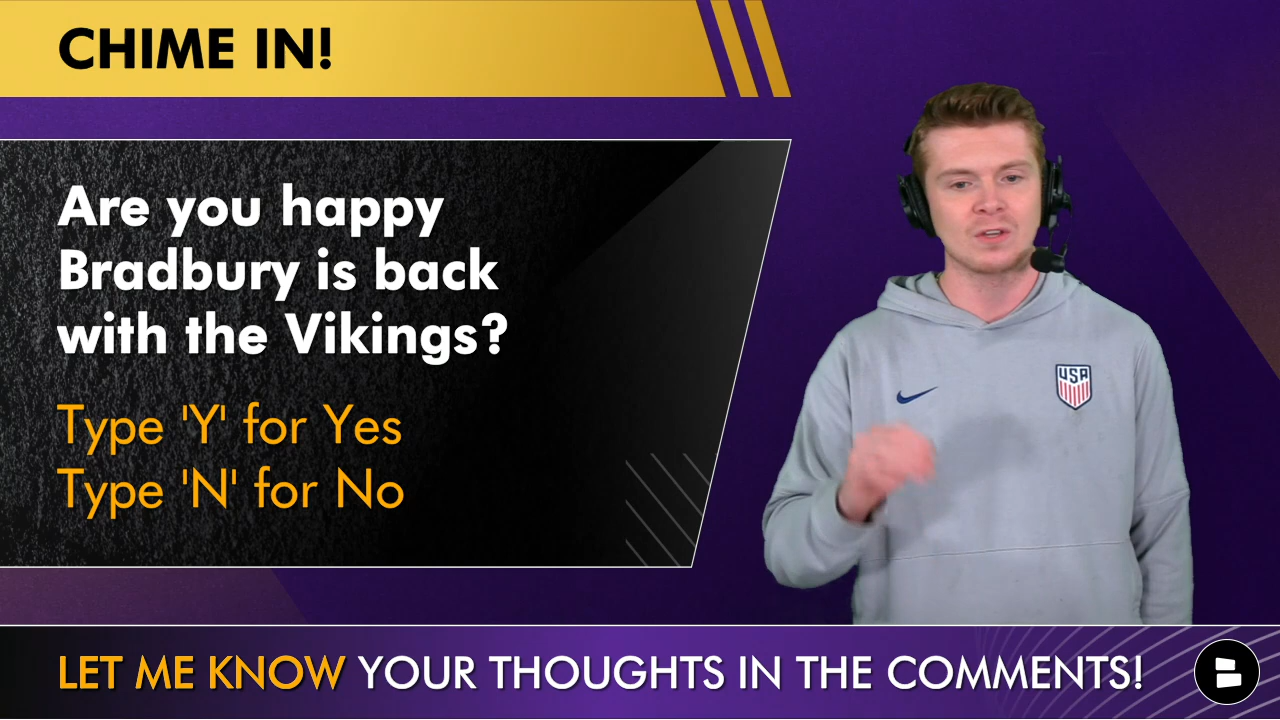 CHIME IN!
Are you happy
Bradbury is back
with the Vikings?
Type 'Y' for Yes
Type 'N' for No
USA
LET ME KNOW YOUR THOUGHTS IN THE COMMENTS!